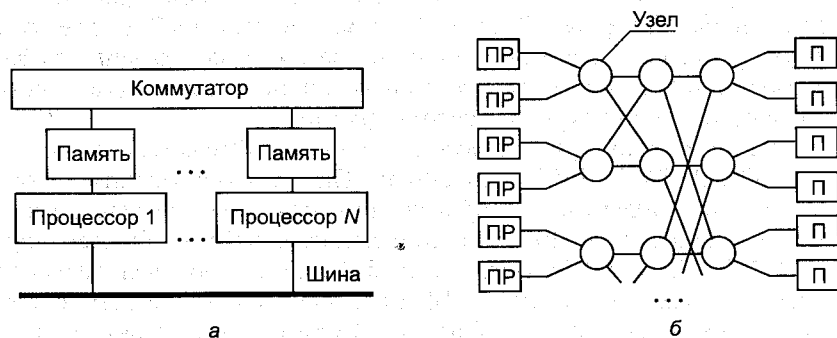 Коммутатор
Память ... Память
Процессор 1 ... Процессор N
Шина
а
Узел
ПР
ПР
ПР
ПР
ПР
ПР
П
П
П
П
П
П
...
б